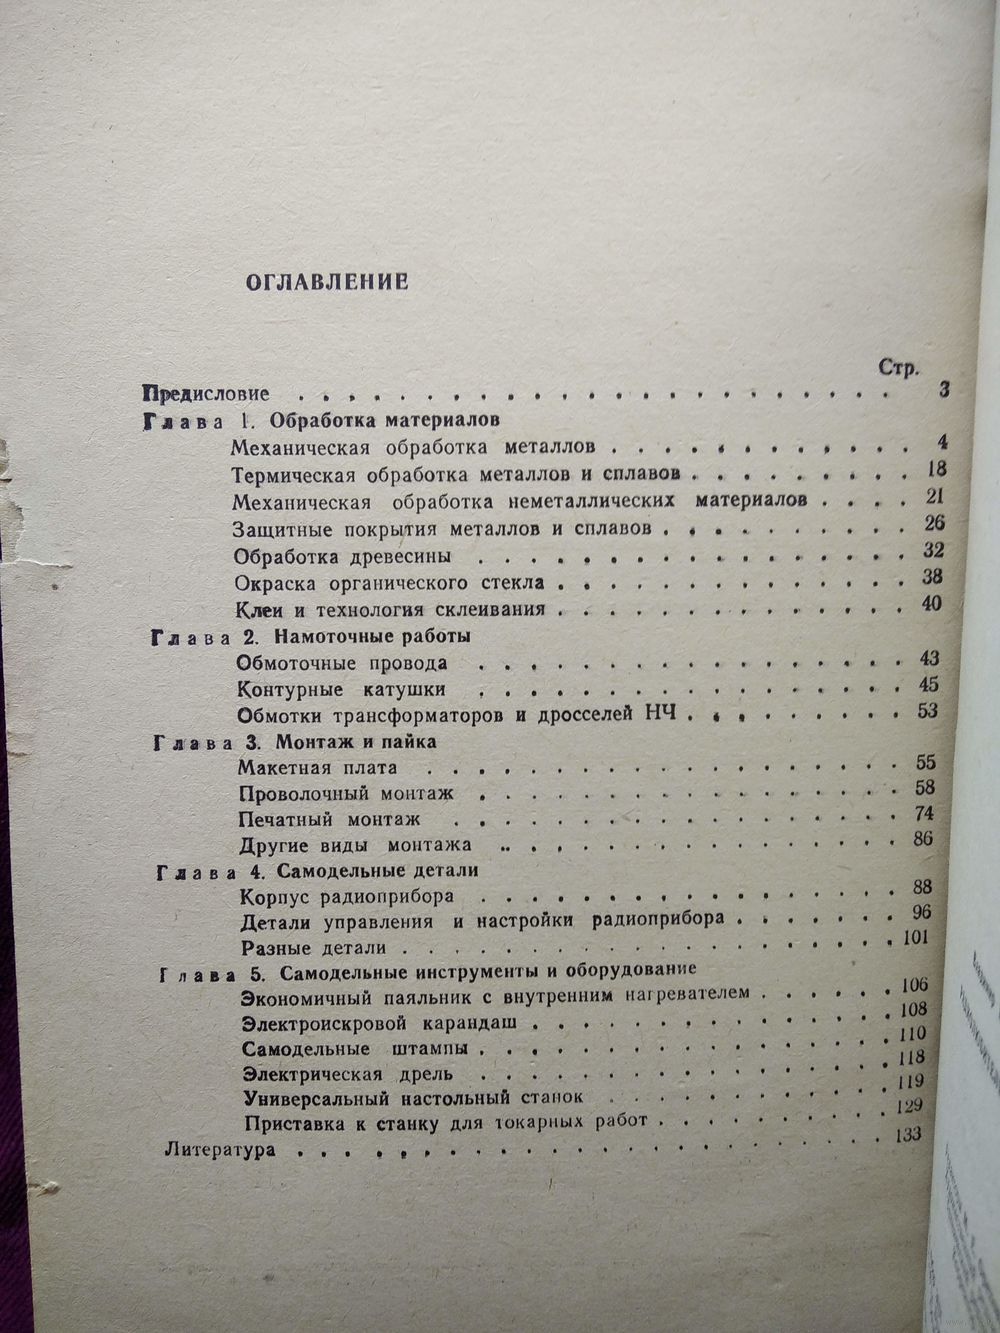 ОГЛАВЛЕНИЕ
Стр.
Предисловие . . . . . . . . . . . . . . . . . . . . . . 3
Глава 1. Обработка материалов
Механическая обработка металлов . . . . . . . . . . . 4
Термическая обработка металлов и сплавов . . . . . . . . . 18
Механическая обработка неметаллических материалов . . . . 21
Защитные покрытия металлов и сплавов . . . . . . . . . . 26
Обработка древесины . . . . . . . . . . . . . . . . . 32
Окраска органического стекла . . . . . . . . . . . . . . 38
Клеи и технология склеивания . . . . . . . . . . . . . . 40
Глава 2. Намоточные работы
Обмоточные провода . . . . . . . . . . . . . . . . . 43
Контурные катушки . . . . . . . . . . . . . . . . . 45
Обмотки трансформаторов и дросселей НЧ . . . . . . . . . 53
Глава 3. Монтаж и пайка
Макетная плата . . . . . . . . . . . . . . . . . . . 55
Проволочный монтаж . . . . . . . . . . . . . . . . . 58
Печатный монтаж . . . . . . . . . . . . . . . . . . 74
Другие виды монтажа . . . . . . . . . . . . . . . . 86
Глава 4. Самодельные детали
Корпус радиоприбора . . . . . . . . . . . . . . . . 88
Детали управления и настройки радиоприбора . . . . . . . 96
Разные детали . . . . . . . . . . . . . . . . . . . 101
Глава 5. Самодельные инструменты и оборудование
Экономичный паяльник с внутренним нагревателем . . . . . . 106
Электроискровой карандаш . . . . . . . . . . . . . . 108
Самодельные штампы . . . . . . . . . . . . . . . . 110
Электрическая дрель . . . . . . . . . . . . . . . . 118
Универсальный настольный станок . . . . . . . . . . . 119
Приставка к станку для токарных работ . . . . . . . . . 129
Литература . . . . . . . . . . . . . . . . . . . . . . 133